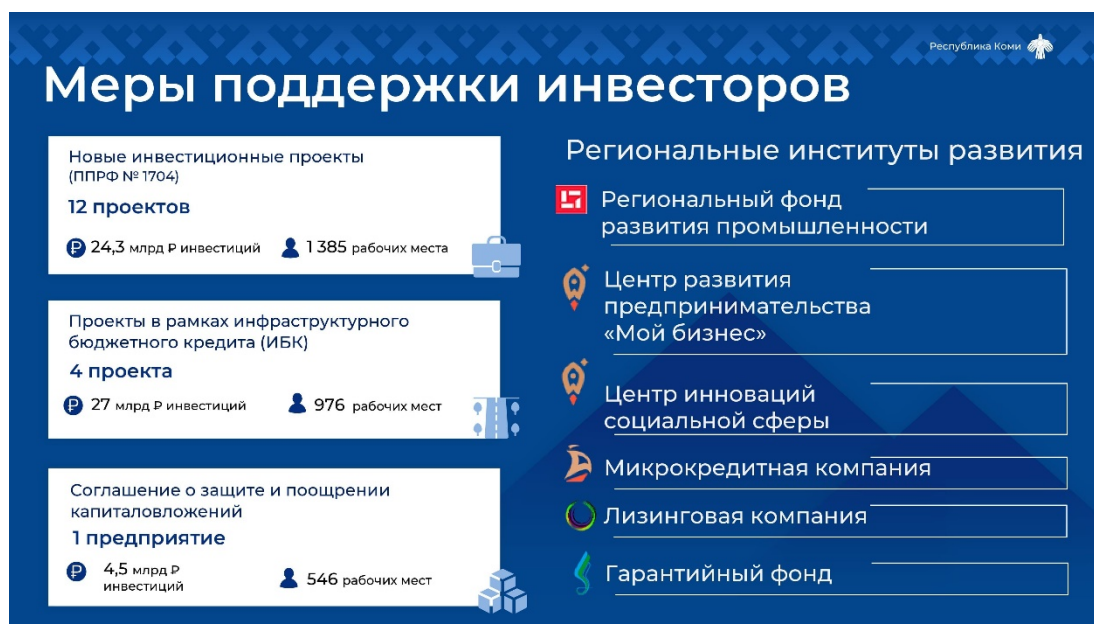 Республика Коми
Меры поддержки инвесторов
Новые инвестиционные проекты
(ППРФ № 1704)
12 проектов
24,3 млрд ₽ инвестиций
1 385 рабочих места
Проекты в рамках инфраструктурного
бюджетного кредита (ИБК)
4 проекта
27 млрд ₽ инвестиций
976 рабочих мест
Соглашение о защите и поощрении
капиталовложений
1 предприятие
4,5 млрд ₽
инвестиций
546 рабочих мест
Региональные институты развития
Региональный фонд
развития промышленности
Центр развития
предпринимательства
«Мой бизнес»
Центр инноваций
социальной сферы
Микрокредитная компания
Лизинговая компания
Гарантийный фонд